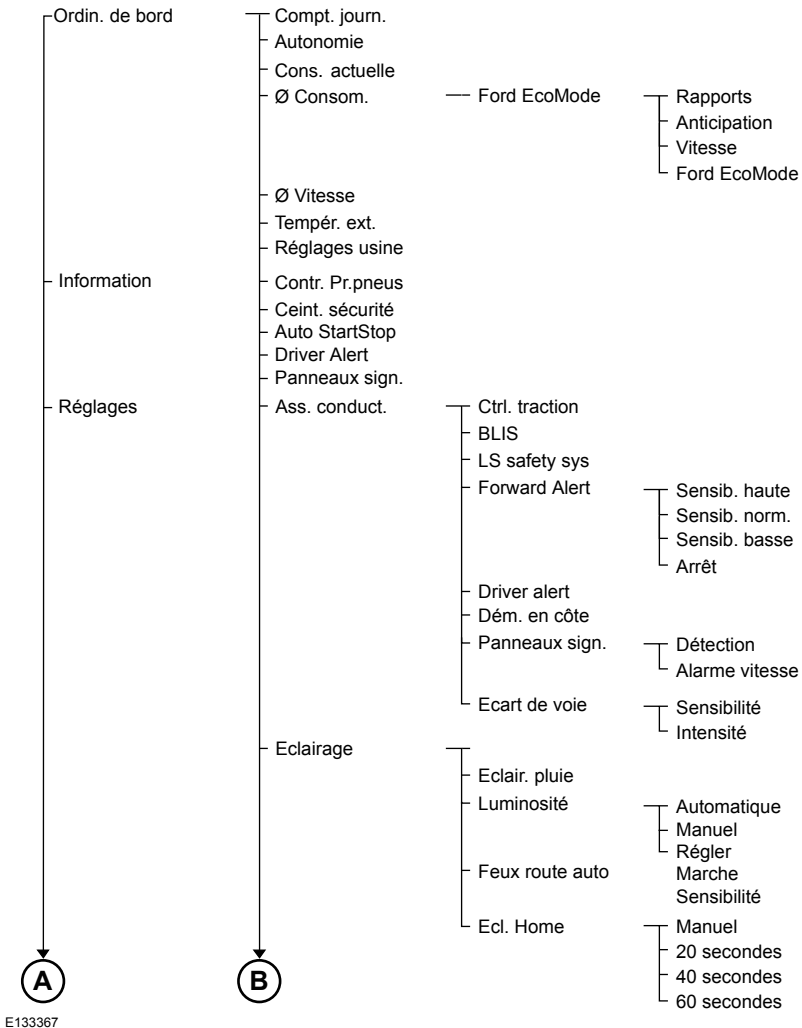 Ordin. de bord
Compt. journ.
Autonomie
Cons. actuelle
Ø Consom.
Ford EcoMode
Rapports
Anticipation
Vitesse
Ford EcoMode
Ø Vitesse
Tempér. ext.
Réglages usine
Information
Contr. Pr.pneus
Ceint. sécurité
Auto StartStop
Driver Alert
Panneaux sign.
Réglages
Ass. conduct.
Ctrl. traction
BLIS
LS safety sys
Forward Alert
Sensib. haute
Sensib. norm.
Sensib. basse
Arrêt
Driver alert
Dém. en côte
Panneaux sign.
Détection
Alarme vitesse
Ecart de voie
Sensibilité
Intensité
Eclairage
Eclair. pluie
Luminosité
Automatique
Manuel
Régler
Feux route auto
Marche
Sensibilité
Ecl. Home
Manuel
20 secondes
40 secondes
60 secondes
A
B
E133367